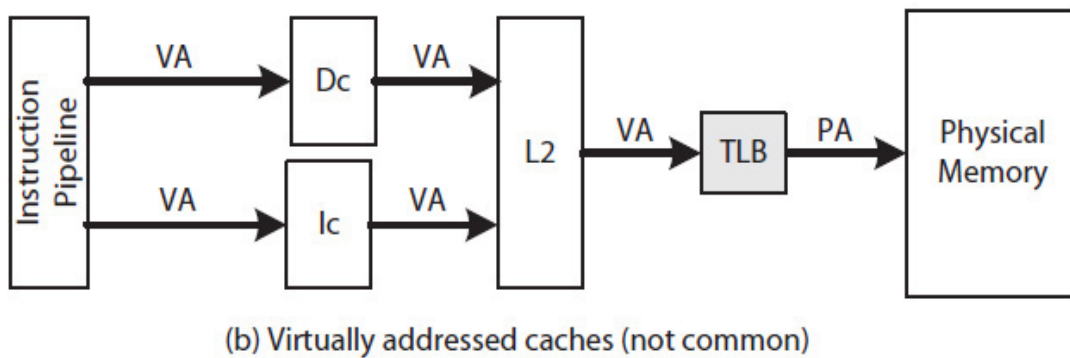 Instruction
Pipeline
VA
Dc
VA
VA
Ic
VA
L2
VA
TLB
PA
Physical
Memory
(b) Virtually addressed caches (not common)